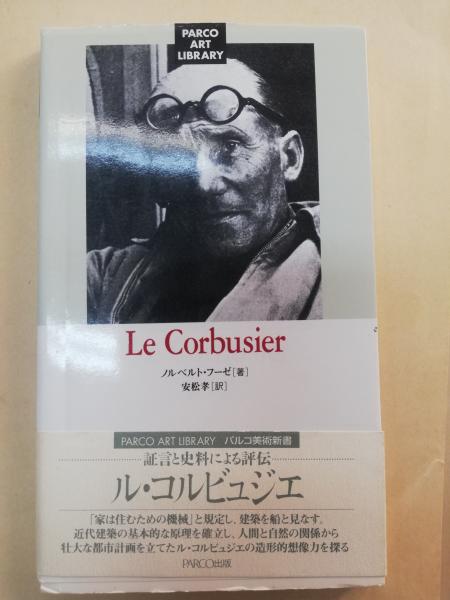 PARCO
ART
LIBRARY
Le Corbusier
ノルベルト・フーゼ[著]
安松孝[訳]
PARCO ART LIBRARY パルコ美術新書
証言と史料による評伝
ル・コルビュジエ
「家は住むための機械」と規定し、建築を船と見なす。
近代建築の基本的な原理を確立し、人間と自然の関係から
壮大な都市計画を立てたル・コルビュジエの造形的想像力を探る
PARCO出版